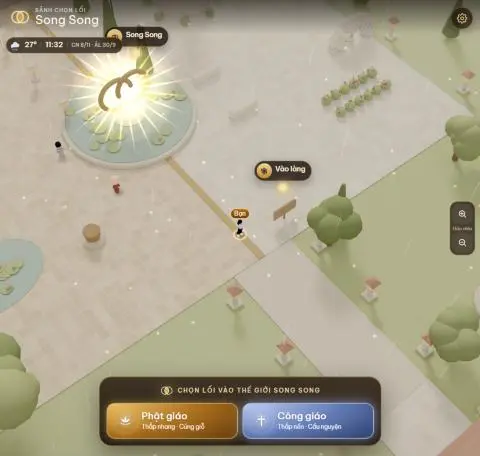 SẢNH CHỌN LỐI
Song Song
27° 11:32 CN 8/11 · ÂL 30/9
Song Song
Vào làng
Bạn
CHỌN LỐI VÀO THẾ GIỚI SONG SONG
Phật giáo
Thắp nhang · Cúng giỗ
Công giáo
Thắp nến · Cầu nguyện